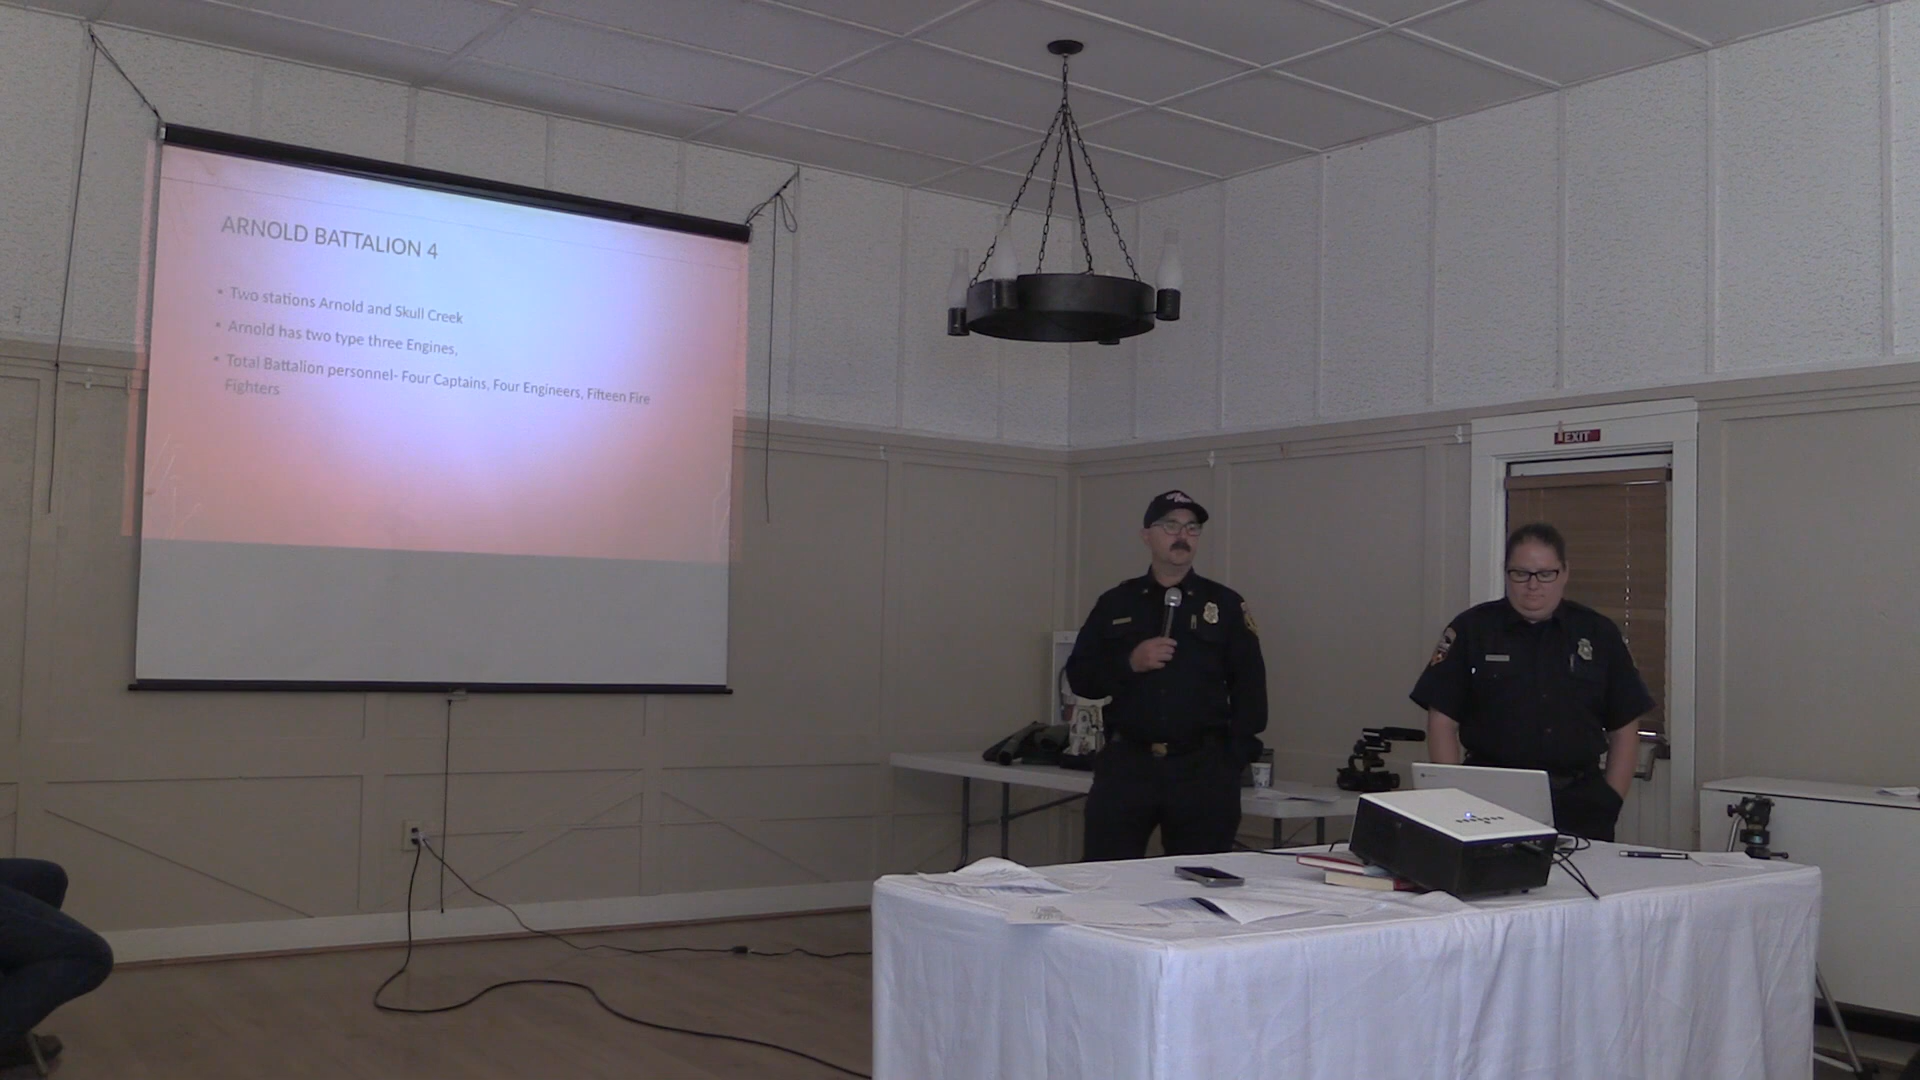 ARNOLD BATTALION 4
• Two stations Arnold and Skull Creek
• Arnold has two type three Engines,
• Total Battalion personnel- Four Captains, Four Engineers, Fifteen Fire
Fighters
EXIT